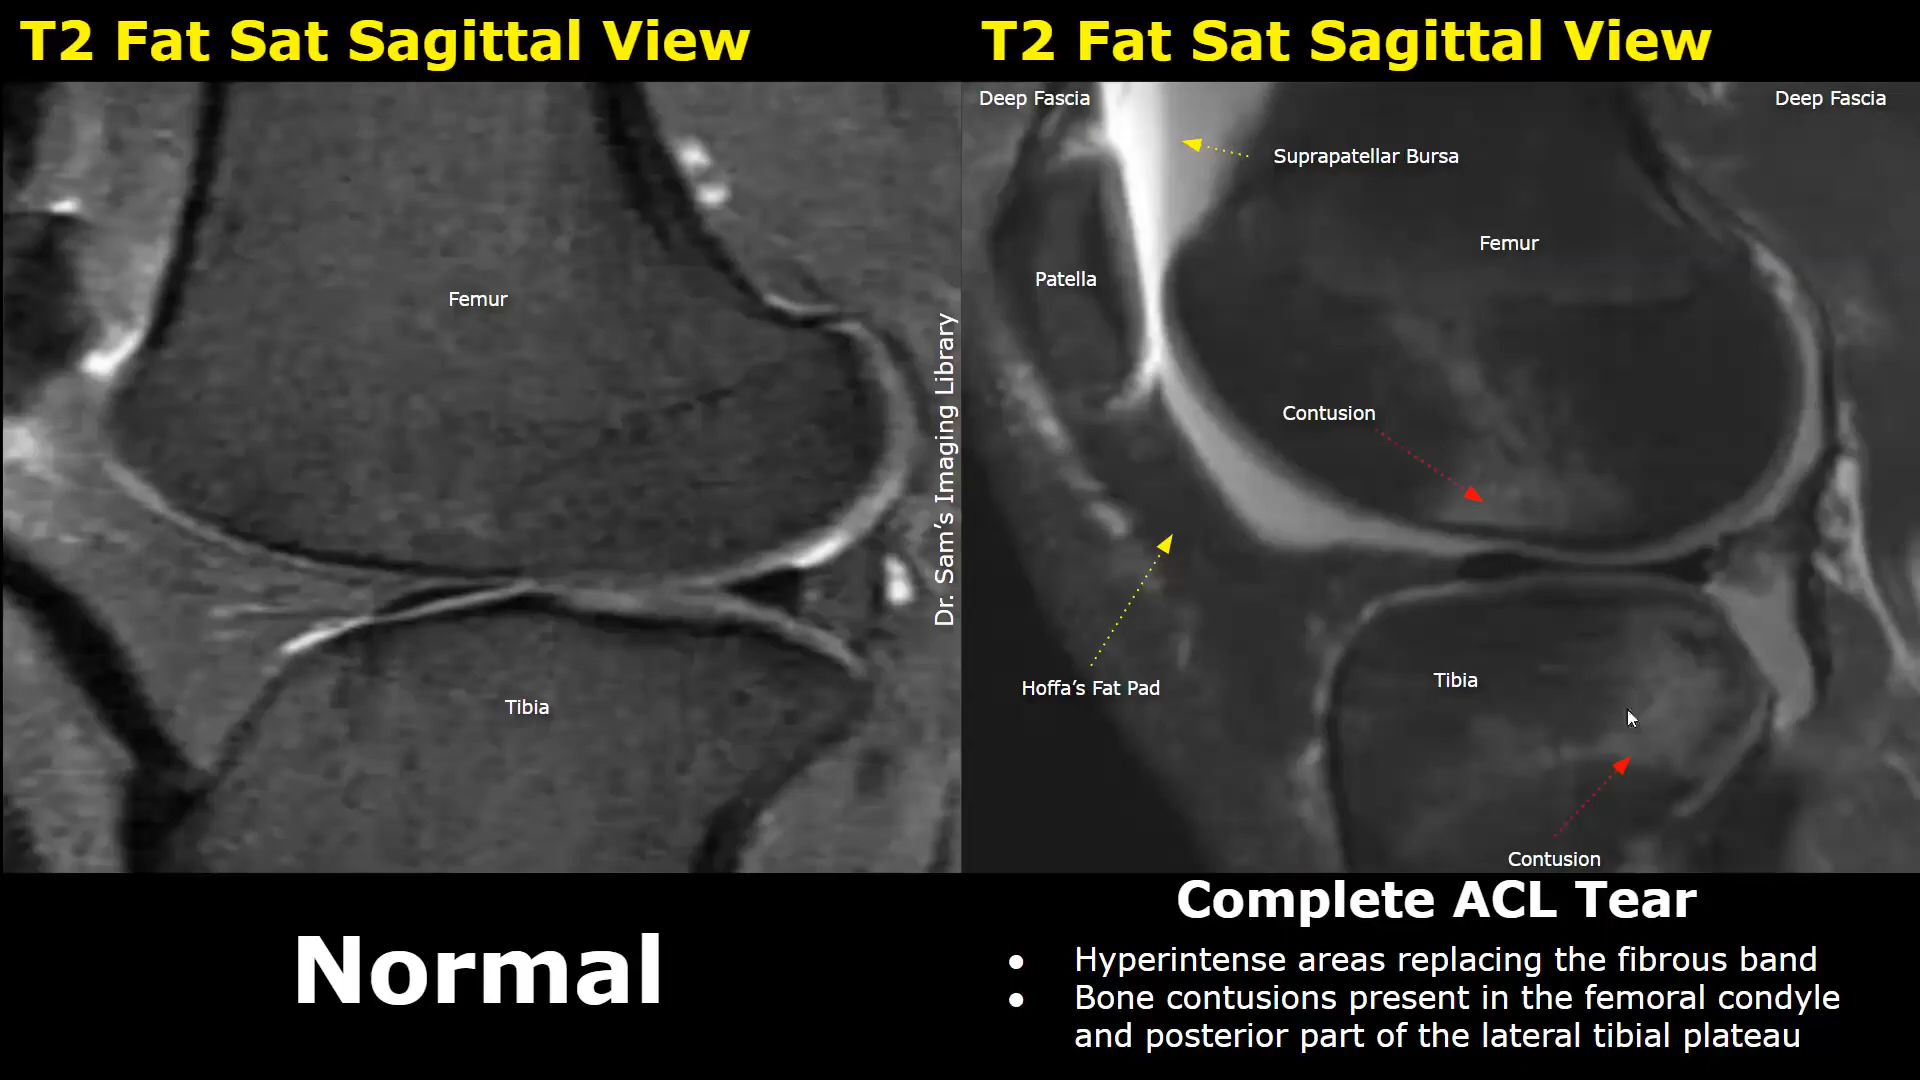 T2 Fat Sat Sagittal View
Femur
Tibia
Dr. Sam’s Imaging Library
Normal
T2 Fat Sat Sagittal View
Deep Fascia
Deep Fascia
Suprapatellar Bursa
Femur
Patella
Contusion
Tibia
Hoffa’s Fat Pad
Contusion
Complete ACL Tear
● Hyperintense areas replacing the fibrous band
● Bone contusions present in the femoral condyle
and posterior part of the lateral tibial plateau